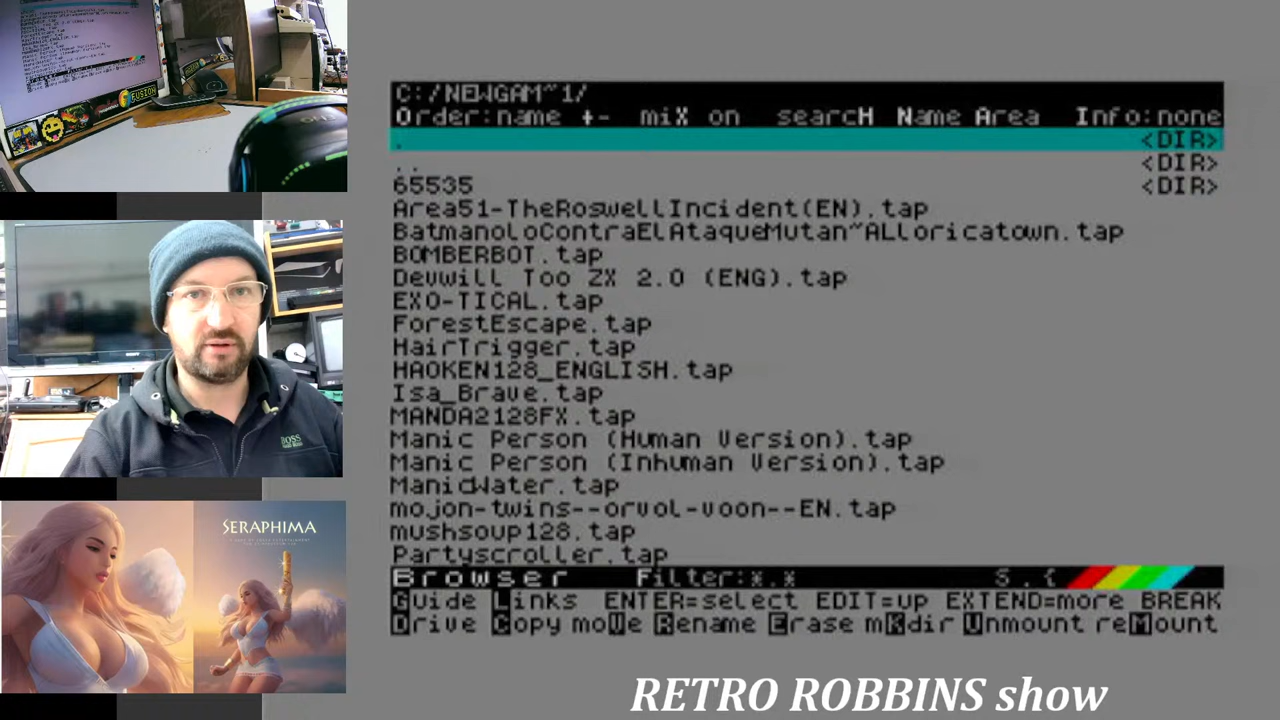 FUSION
BOSS
SERAPHIMA
C:/NEWGAM~1/
Order:name +- miX on searcH Name Area Info:none
. <DIR>
.. <DIR>
65535 <DIR>
Area51-TheRoswellIncident(EN).tap
BatmanoLoContraElAtaqueMutan~ALLoricatown.tap
BOMBERBOT.tap
Devwill Too ZX 2.0 (ENG).tap
EXO-TICAL.tap
ForestEscape.tap
HairTrigger.tap
HAOKEN128_ENGLISH.tap
Isa_Brave.tap
MANDA2128FX.tap
Manic Person (Human Version).tap
Manic Person (Inhuman Version).tap
ManicWater.tap
mojon-twins--orvol-voon--EN.tap
mushsoup128.tap
Partyscroller.tap
Browser Filter:*.*
Guide Links ENTER=select EDIT=up EXTEND=more BREAK
Drive Copy moVe Rename Erase mKdir Unmount reMount
RETRO ROBBINS show